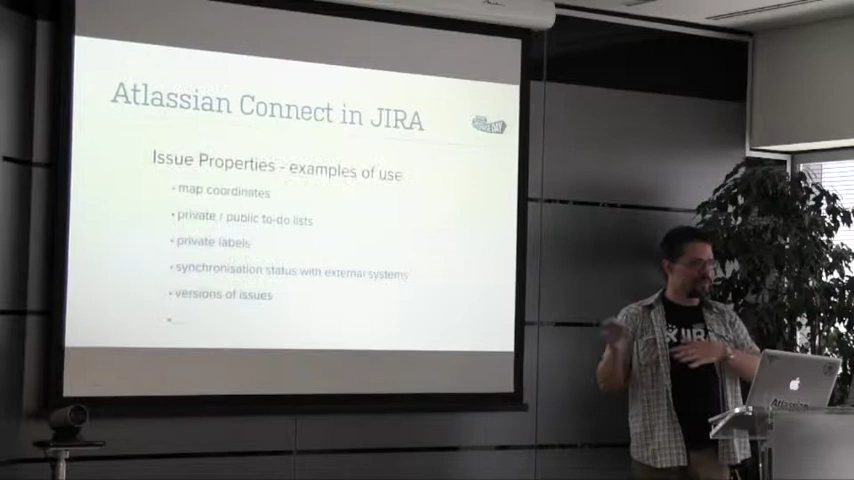 Atlassian Connect in JIRA
Issue Properties - examples of use
• map coordinates
• private / public to-do lists
• private labels
• synchronisation status with external systems
• versions of issues
• ...
JIRA
Atlassian